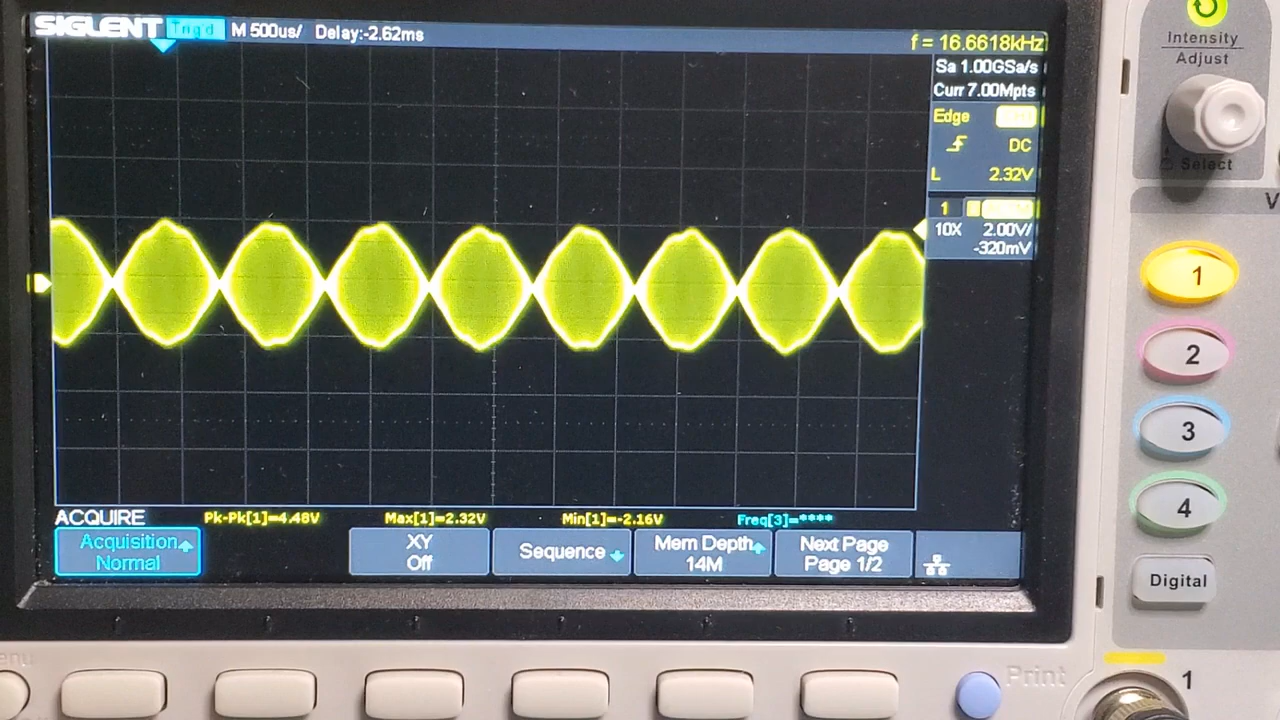 SIGLENT Trig'd M 500us/ Delay:-2.62ms
f = 16.6618kHz
Sa 1.00GSa/s
Curr 7.00Mpts
Edge
DC
L 2.32V
1
10X 2.00V/
-320mV
ACQUIRE Pk-Pk[1]=4.48V Max[1]=2.32V Min[1]=-2.16V Freq[3]=****
Acquisition
Normal
XY
Off
Sequence
Mem Depth
14M
Next Page
Page 1/2
Intensity
Adjust
Select
V
1
2
3
4
Digital
Print
1